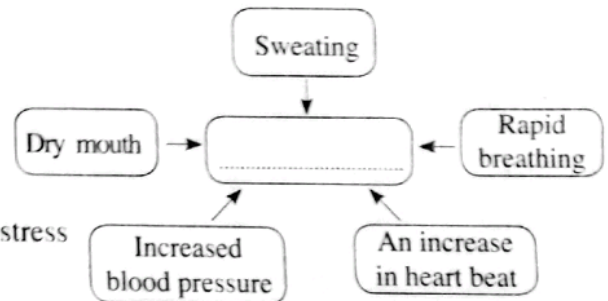 Sweating
Dry mouth
Rapid
breathing
stress
Increased
blood pressure
An increase
in heart beat